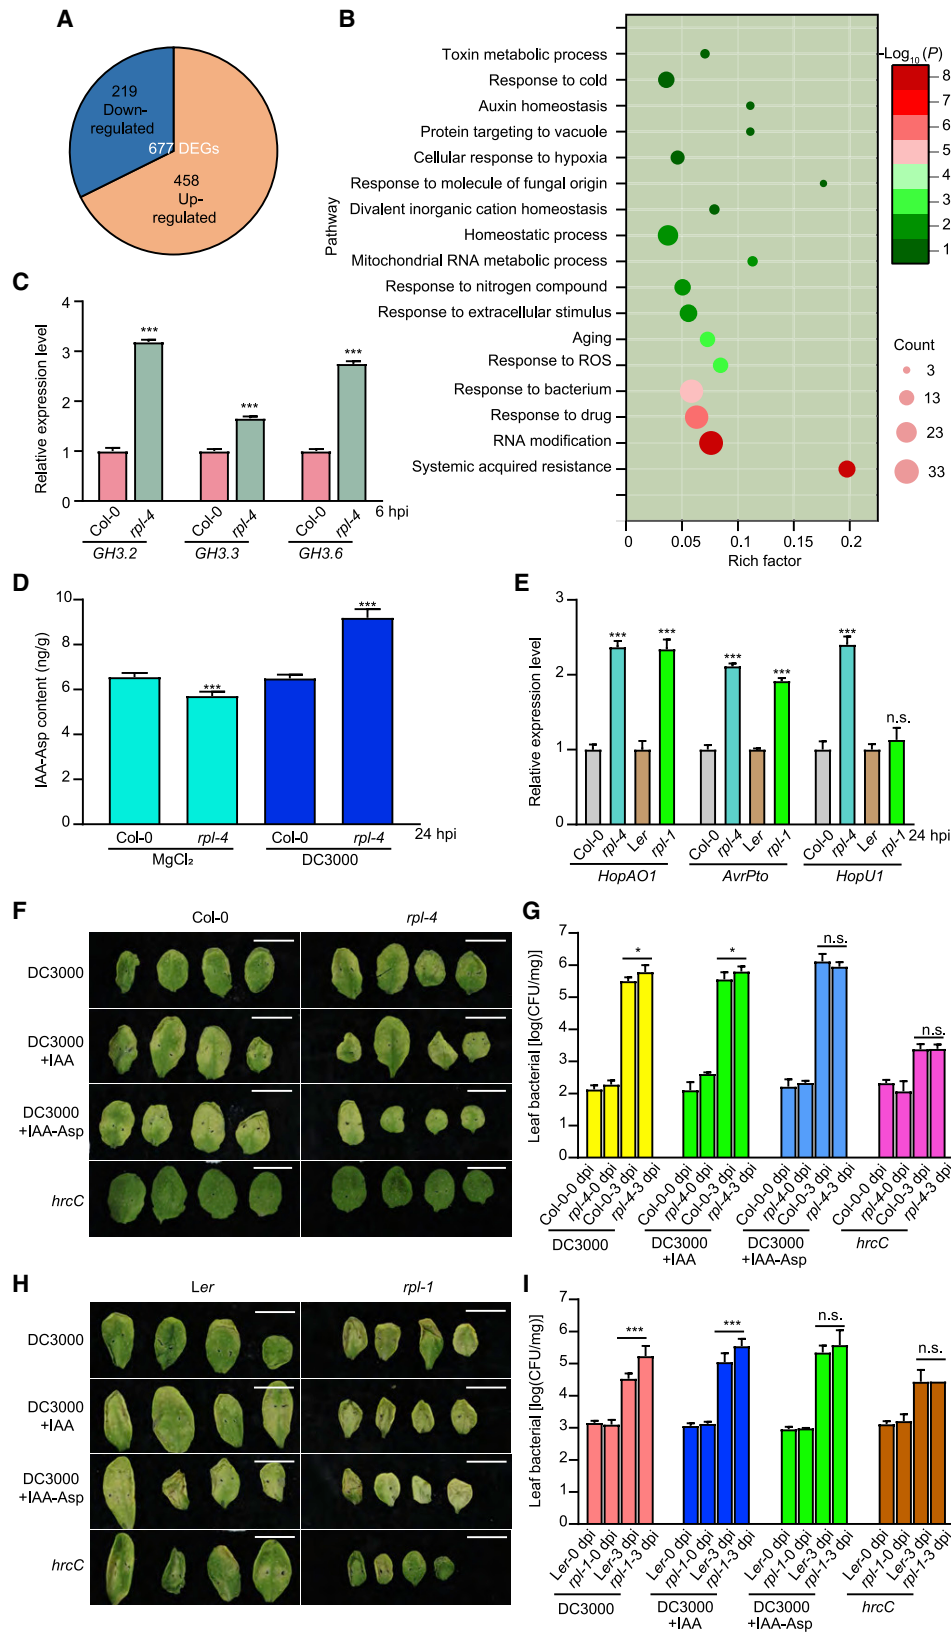 A
219
Down-
regulated
677 DEGs
458
Up-
regulated
B
Pathway
Toxin metabolic process
Response to cold
Auxin homeostasis
Protein targeting to vacuole
Cellular response to hypoxia
Response to molecule of fungal origin
Divalent inorganic cation homeostasis
Homeostatic process
Mitochondrial RNA metabolic process
Response to nitrogen compound
Response to extracellular stimulus
Aging
Response to ROS
Response to bacterium
Response to drug
RNA modification
Systemic acquired resistance
0 0.05 0.1 0.15 0.2
Rich factor
-Log10 (P)
8
7
6
5
4
3
2
1
Count
3
13
23
33
C
Relative expression level
4
3
2
1
0
*** *** ***
Col-0 rpl-4 Col-0 rpl-4 Col-0 rpl-4 6 hpi
GH3.2 GH3.3 GH3.6
D
IAA-Asp content (ng/g)
10
8
6
4
2
0
*** ***
Col-0 rpl-4 Col-0 rpl-4 24 hpi
MgCl₂ DC3000
E
Relative expression level
3
2
1
0
*** *** *** *** *** n.s.
Col-0 rpl-4 Ler rpl-1 Col-0 rpl-4 Ler rpl-1 Col-0 rpl-4 Ler rpl-1 24 hpi
HopAO1 AvrPto HopU1
F
Col-0 rpl-4
DC3000
DC3000
+IAA
DC3000
+IAA-Asp
hrcC
G
Leaf bacterial [log(CFU/mg)]
7
6
5
4
3
2
1
0
* * n.s. n.s.
Col-0-0 dpi rpl-4-0 dpi Col-0-3 dpi rpl-4-3 dpi Col-0-0 dpi rpl-4-0 dpi Col-0-3 dpi rpl-4-3 dpi Col-0-0 dpi rpl-4-0 dpi Col-0-3 dpi rpl-4-3 dpi Col-0-0 dpi rpl-4-0 dpi Col-0-3 dpi rpl-4-3 dpi
DC3000 DC3000 DC3000 hrcC
+IAA +IAA-Asp
H
Ler rpl-1
DC3000
DC3000
+IAA
DC3000
+IAA-Asp
hrcC
I
Leaf bacterial [log(CFU/mg)]
7
6
5
4
3
2
1
0
*** *** n.s. n.s.
Ler-0 dpi rpl-1-0 dpi Ler-3 dpi rpl-1-3 dpi Ler-0 dpi rpl-1-0 dpi Ler-3 dpi rpl-1-3 dpi Ler-0 dpi rpl-1-0 dpi Ler-3 dpi rpl-1-3 dpi Ler-0 dpi rpl-1-0 dpi Ler-3 dpi rpl-1-3 dpi
DC3000 DC3000 DC3000 hrcC
+IAA +IAA-Asp